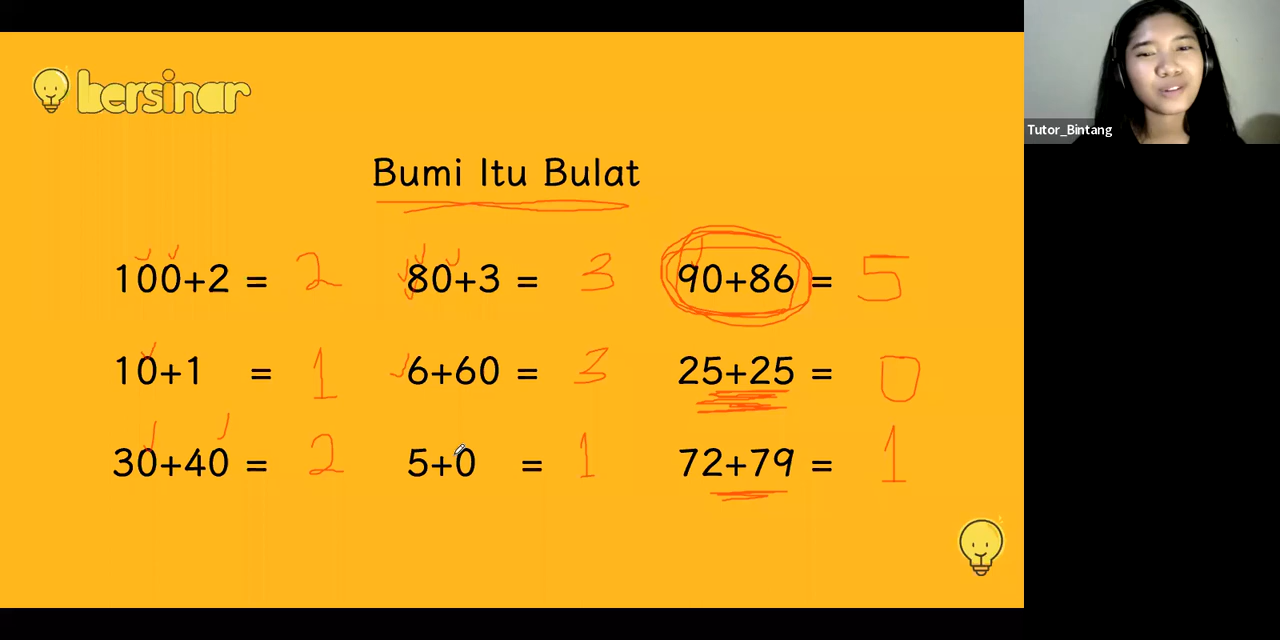 bersinar
Tutor_Bintang
Bumi Itu Bulat
100+2 = 2 80+3 = 3 90+86 = 5
10+1 = 1 6+60 = 3 25+25 = 0
30+40 = 2 5+0 = 1 72+79 = 1